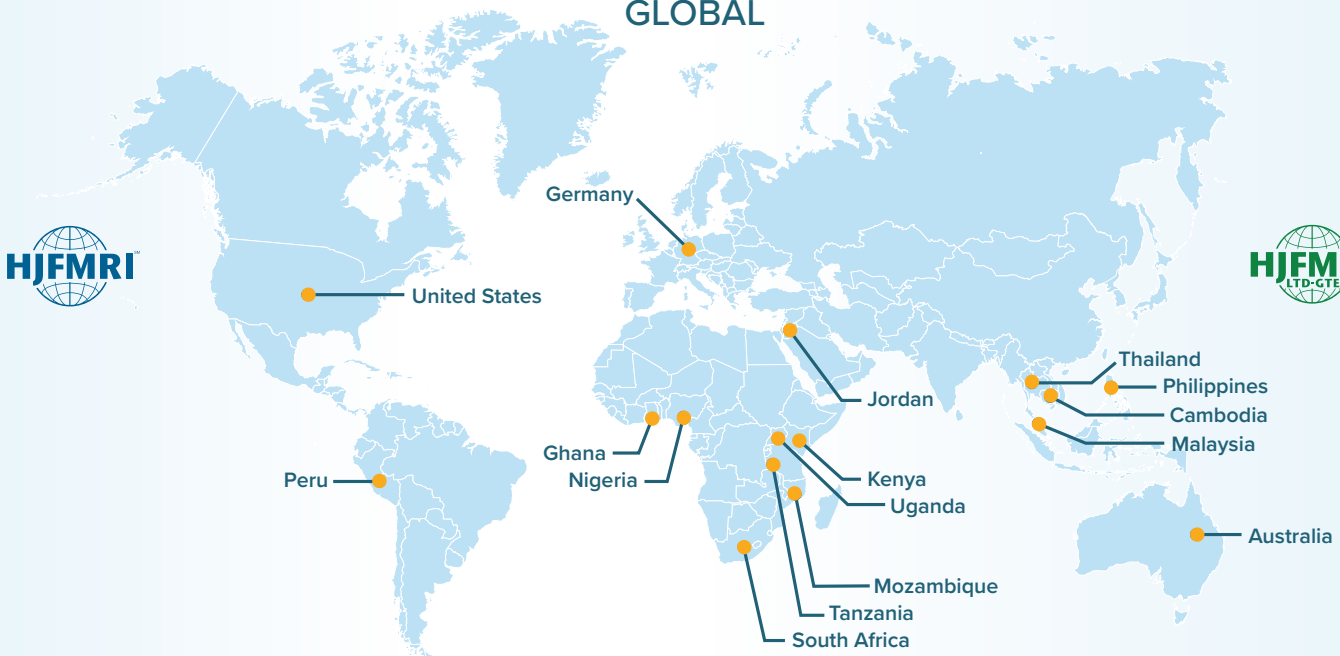 GLOBAL
Germany
HJFMRI
United States
HJFM
LTD-GTE
Thailand
Philippines
Cambodia
Malaysia
Jordan
Ghana
Nigeria
Peru
Kenya
Uganda
Australia
Mozambique
Tanzania
South Africa